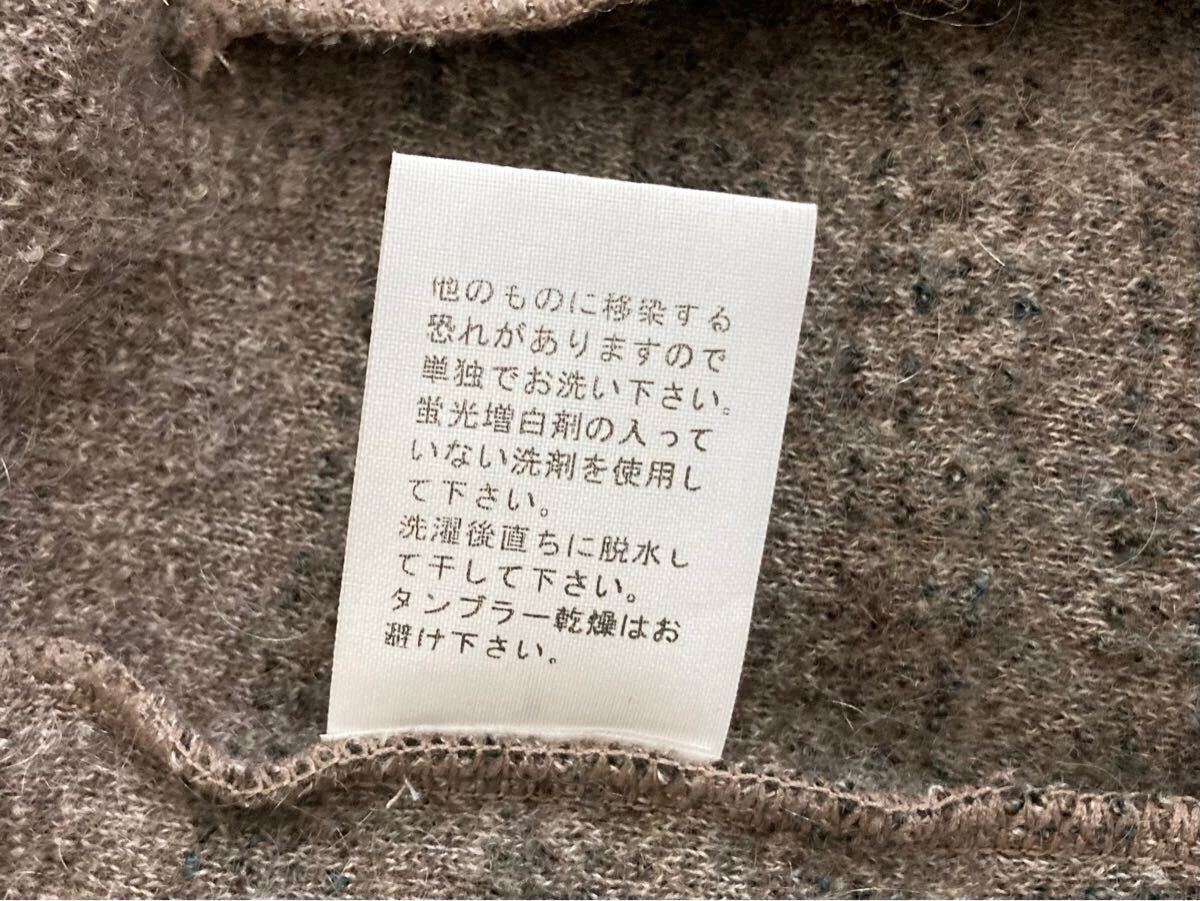 他のものに移染する
恐れがありますので
単独でお洗い下さい。
蛍光増白剤の入って
いない洗剤を使用し
て下さい。
洗濯後直ちに脱水し
て干して下さい。
タンブラー乾燥はお
避け下さい。